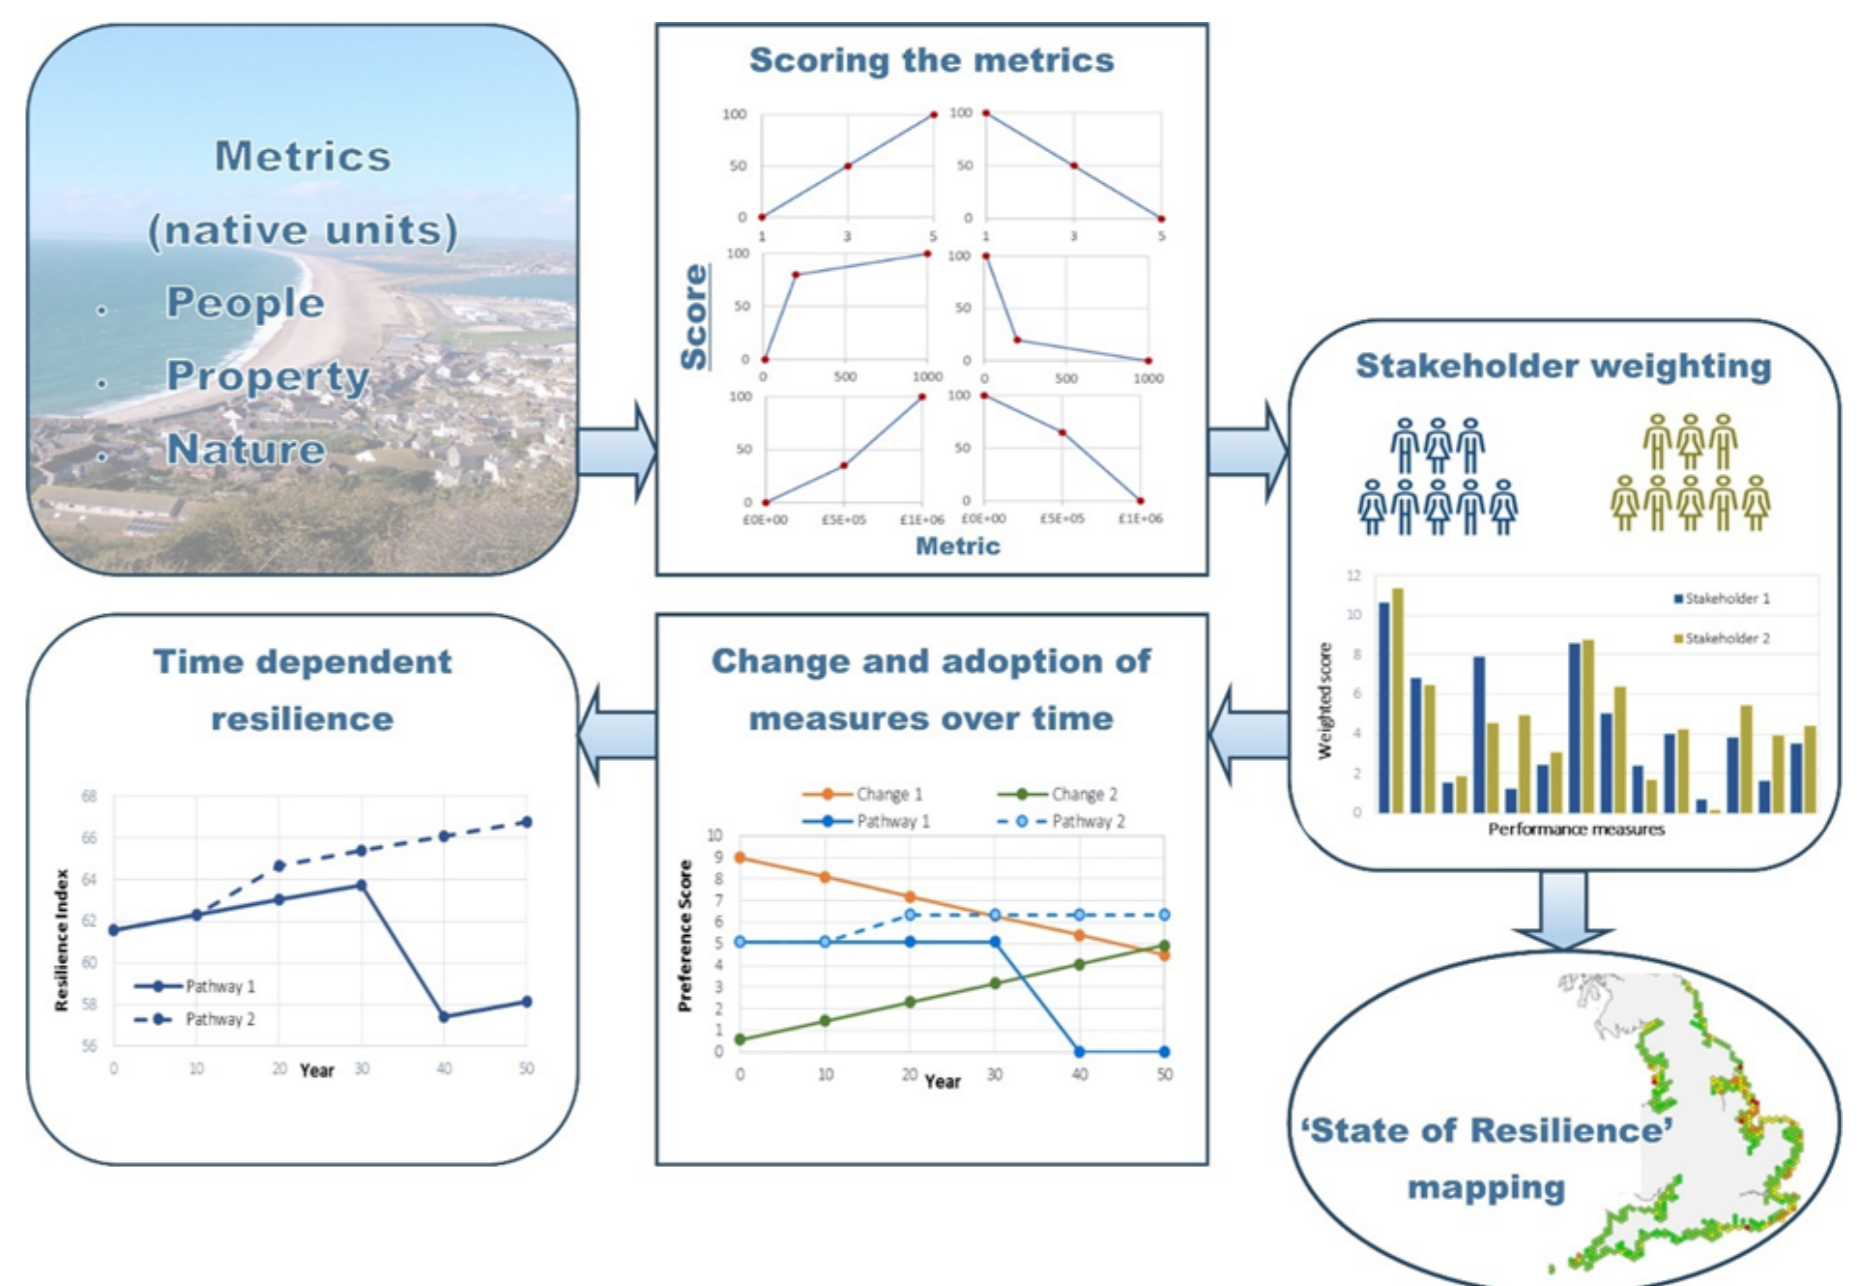 Metrics
(native units)
• People
• Property
• Nature
Scoring the metrics
Score
100
50
0
1 3 5
100
50
0
1 3 5
100
50
0
0 500 1000
100
50
0
0 500 1000
100
50
0
£0E+00 £5E+05 £1E+06
100
50
0
£0E+00 £5E+05 £1E+06
Metric
Stakeholder weighting
Weighted score
12
10
8
6
4
2
0
Stakeholder 1
Stakeholder 2
Performance measures
Time dependent
resilience
Resilience Index
68
66
64
62
60
58
56
Pathway 1
Pathway 2
0 10 20 30 40 50
Year
Change and adoption of
measures over time
Change 1 Change 2
Pathway 1 Pathway 2
Preference Score
10
9
8
7
6
5
4
3
2
1
0
0 10 20 30 40 50
Year
‘State of Resilience’
mapping